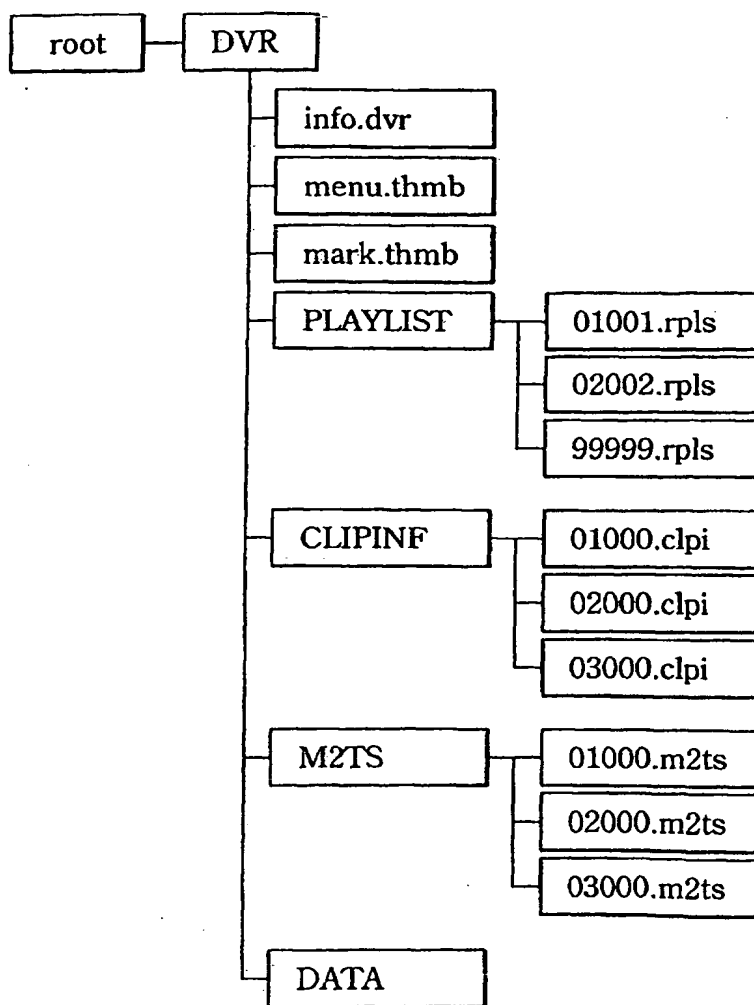 root DVR
info.dvr
menu.thmb
mark.thmb
PLAYLIST 01001.rpls
02002.rpls
99999.rpls
CLIPINF 01000.clpi
02000.clpi
03000.clpi
M2TS 01000.m2ts
02000.m2ts
03000.m2ts
DATA